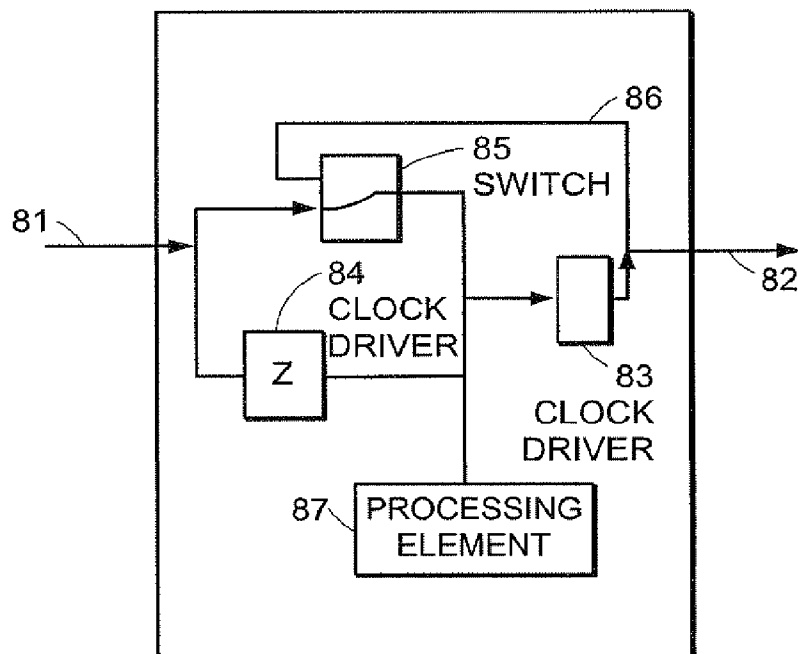 86
85
SWITCH
81
84
CLOCK
DRIVER
Z
82
83
CLOCK
DRIVER
87
PROCESSING
ELEMENT